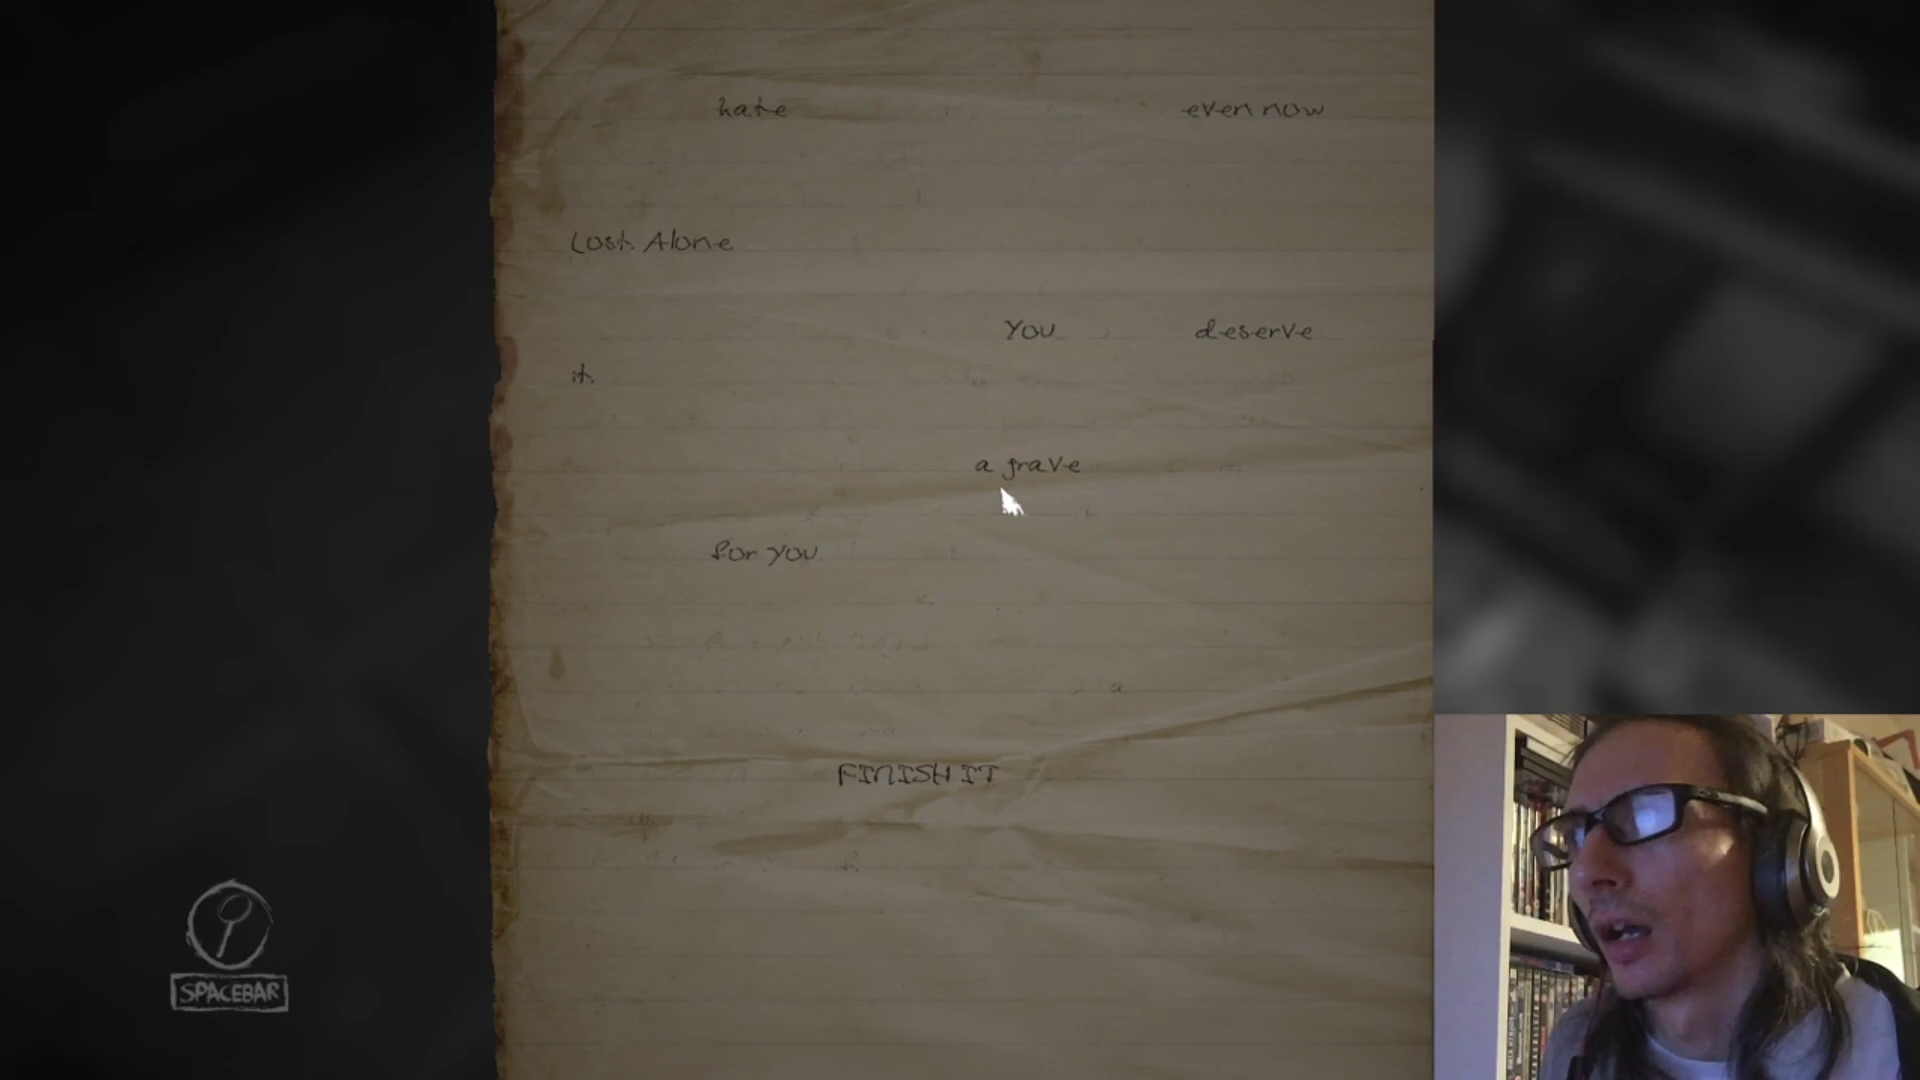 hate even now
Lost. Alone
You deserve
it.
a grave
for you
FINISH IT
SPACEBAR